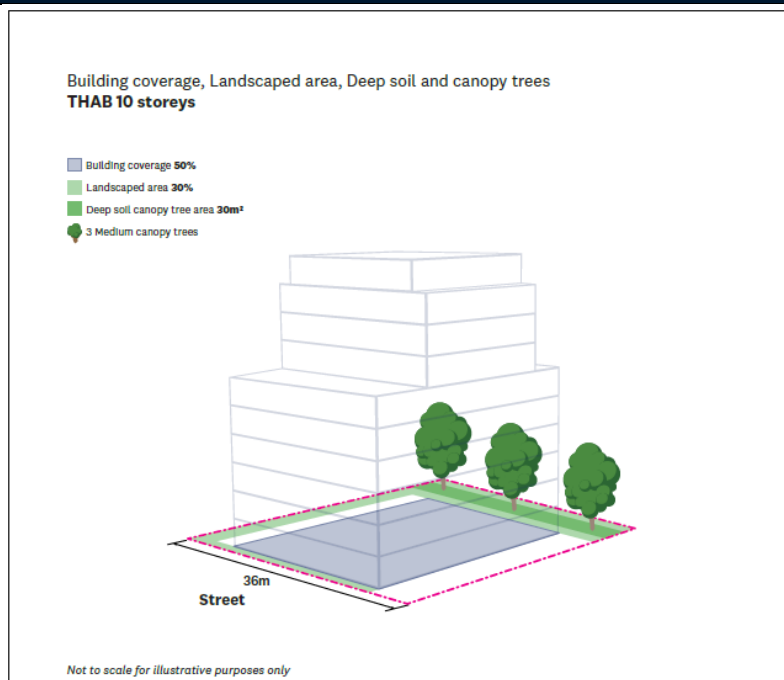 Building coverage, Landscaped area, Deep soil and canopy trees
THAB 10 storeys
Building coverage 50%
Landscaped area 30%
Deep soil canopy tree area 30m²
3 Medium canopy trees
36m
Street
Not to scale for illustrative purposes only